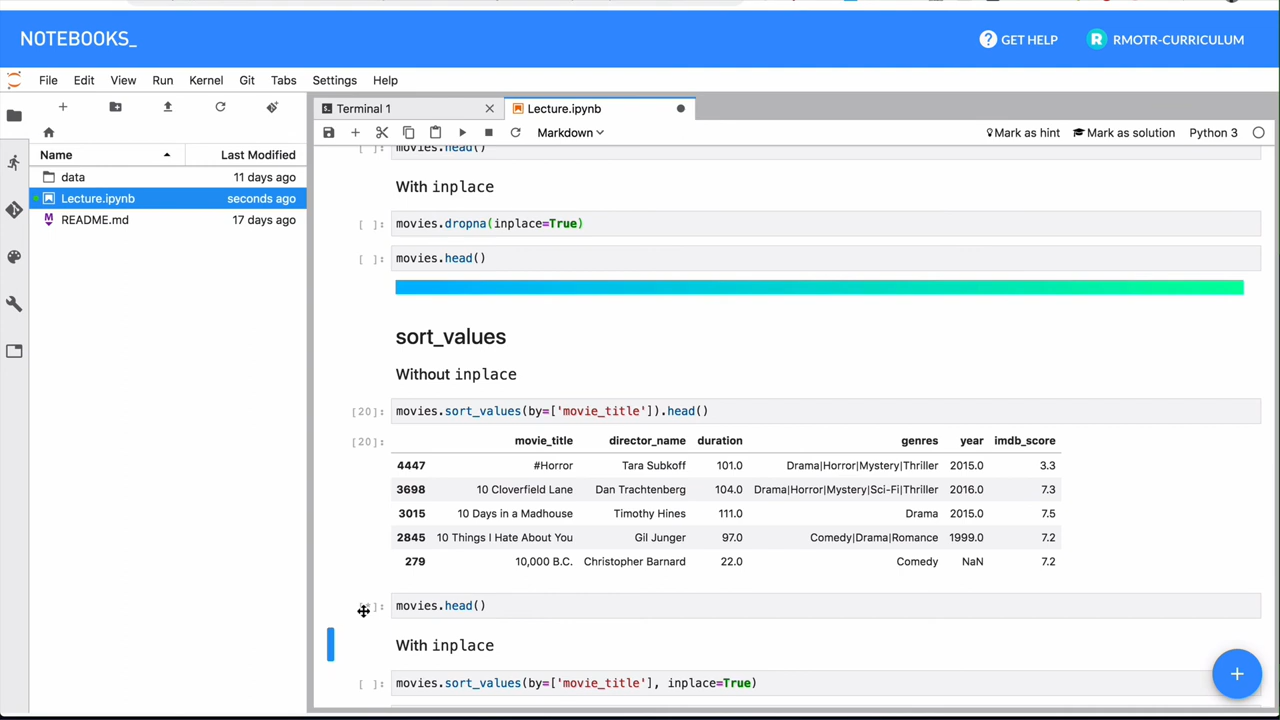 NOTEBOOKS_
GET HELP
R RMOTR-CURRICULUM
File Edit View Run Kernel Git Tabs Settings Help
Terminal 1
Lecture.ipynb
Markdown
Mark as hint
Mark as solution
Python 3
Name Last Modified
data 11 days ago
Lecture.ipynb seconds ago
README.md 17 days ago
[ ]: movies.head()
With inplace
[ ]: movies.dropna(inplace=True)
[ ]: movies.head()
sort_values
Without inplace
[20]: movies.sort_values(by=['movie_title']).head()
[20]: movie_title director_name duration genres year imdb_score
4447 #Horror Tara Subkoff 101.0 Drama|Horror|Mystery|Thriller 2015.0 3.3
3698 10 Cloverfield Lane Dan Trachtenberg 104.0 Drama|Horror|Mystery|Sci-Fi|Thriller 2016.0 7.3
3015 10 Days in a Madhouse Timothy Hines 111.0 Drama 2015.0 7.5
2845 10 Things I Hate About You Gil Junger 97.0 Comedy|Drama|Romance 1999.0 7.2
279 10,000 B.C. Christopher Barnard 22.0 Comedy NaN 7.2
movies.head()
With inplace
[ ]: movies.sort_values(by=['movie_title'], inplace=True)